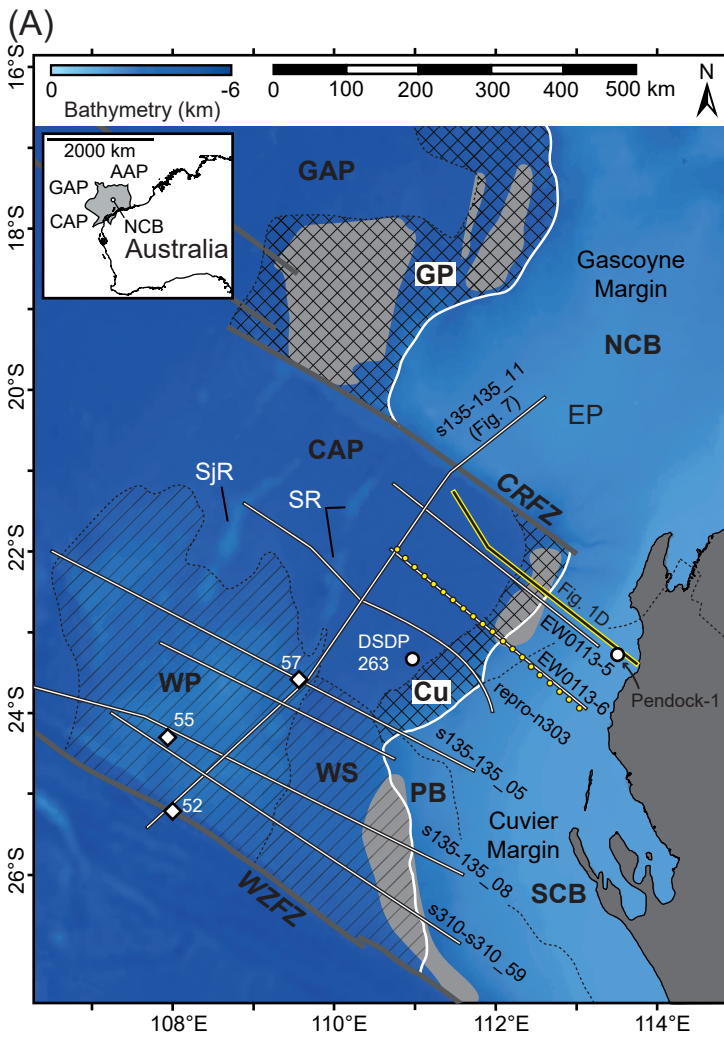 (A)
16°S
18°S
20°S
22°S
24°S
26°S
0
-6
Bathymetry (km)
0
100
200
300
400
500 km
N
2000 km
AAP
GAP
CAP
NCB
Australia
GAP
GP
Gascoyne
Margin
NCB
s135-135_11
(Fig. 7)
EP
CAP
CRFZ
SjR
SR
Fig. 1D
EW0113-5
EW0113-6
Pendock-1
DSDP
263
repro-n303
57
Cu
WP
55
52
WS
PB
s135-135_05
Cuvier
Margin
s135-135_08
SCB
WZFZ
s310-s310_59
108°E
110°E
112°E
114°E